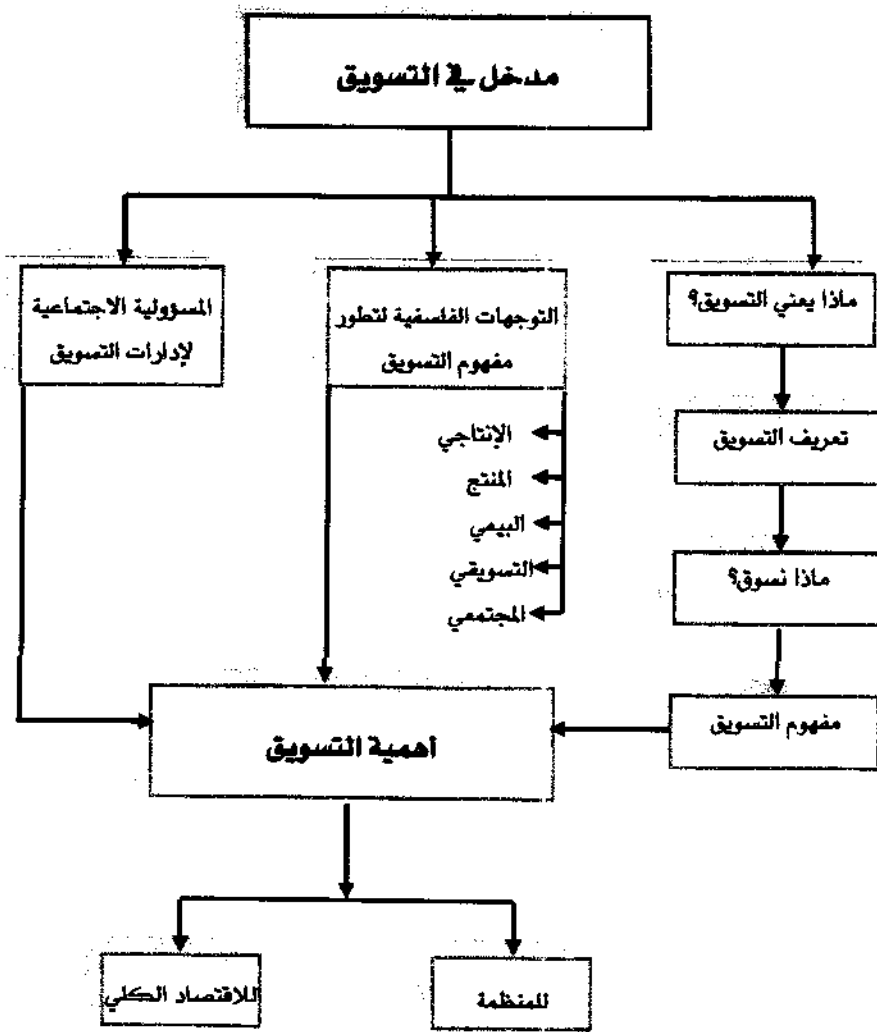 مدخل في التسويق
ماذا يعني التسويق؟
التوجهات الفلسفية لتطور
مفهوم التسويق
المسؤولية الاجتماعية
لإدارات التسويق
تعريف التسويق
ماذا نسوق؟
مفهوم التسويق
الإنتاجي
المنتج
البيعي
التسويقي
المجتمعي
أهمية التسويق
للمنظمة
للاقتصاد الكلي